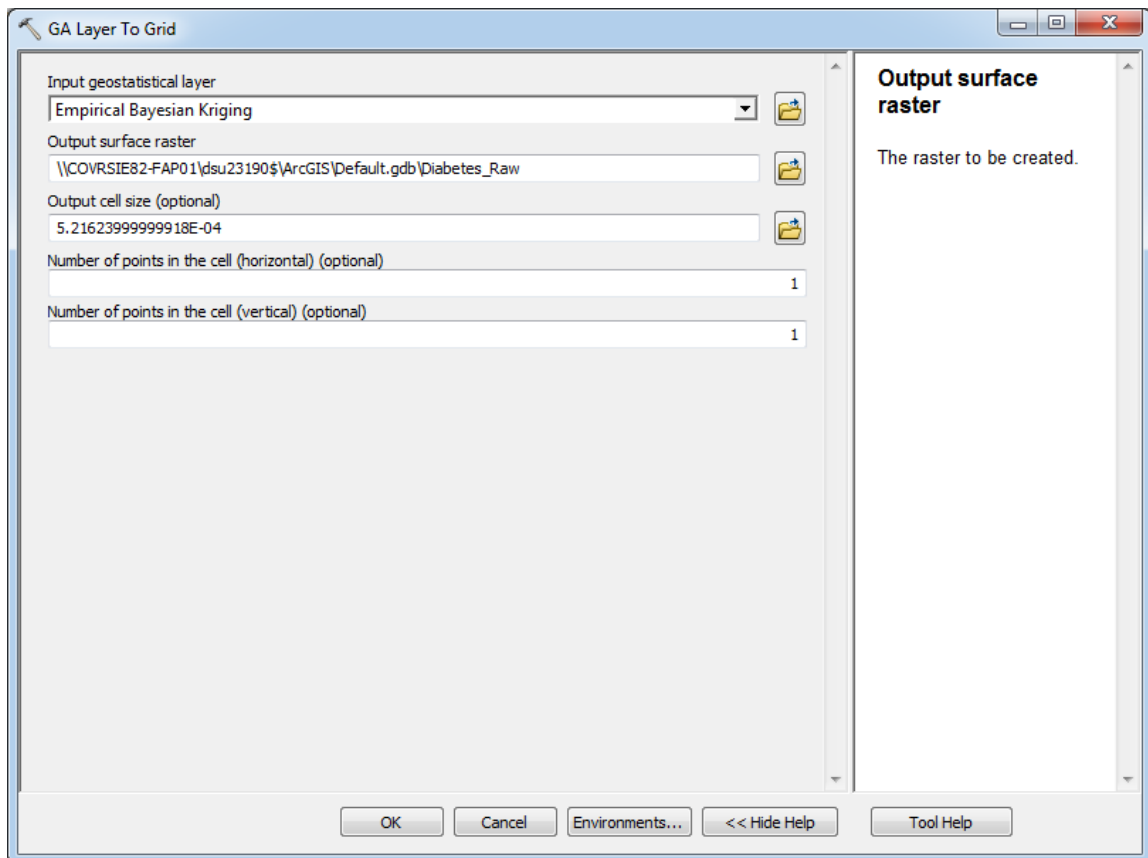 GA Layer To Grid
Input geostatistical layer
Empirical Bayesian Kriging
Output surface raster
\\COVRSIE82-FAP01\dsu23190$\ArcGIS\Default.gdb\Diabetes_Raw
Output cell size (optional)
5.21623999999918E-04
Number of points in the cell (horizontal) (optional)
1
Number of points in the cell (vertical) (optional)
1
Output surface
raster
The raster to be created.
OK
Cancel
Environments...
<< Hide Help
Tool Help